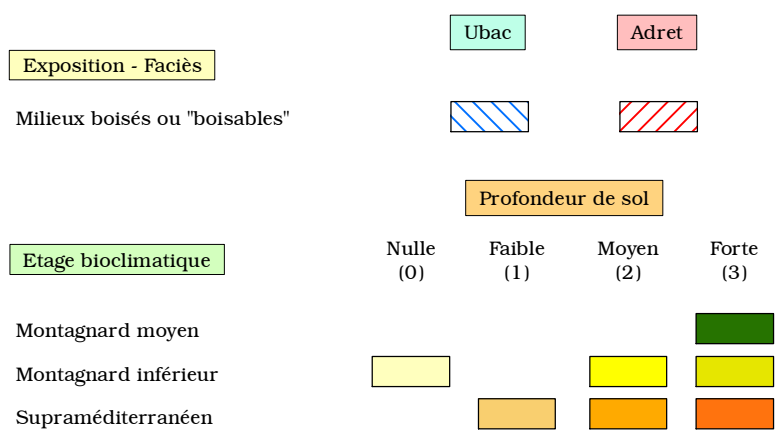 Ubac Adret
Exposition - Faciès
Milieux boisés ou "boisables"
Profondeur de sol
Etage bioclimatique
Nulle Faible Moyen Forte
(0) (1) (2) (3)
Montagnard moyen
Montagnard inférieur
Supraméditerranéen